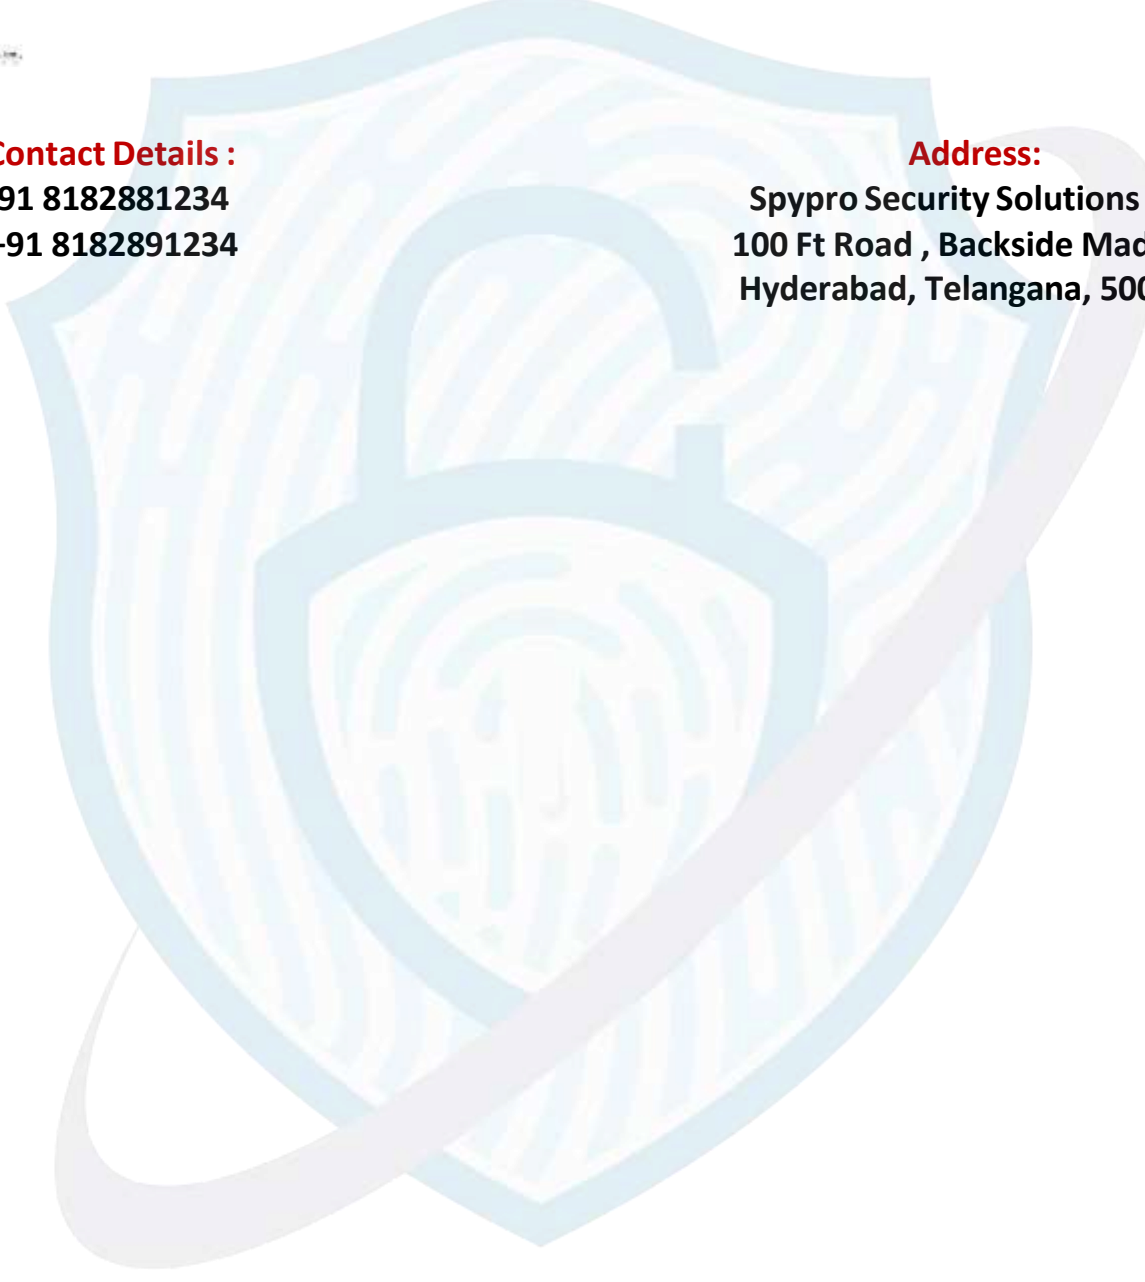 Contact Details :
91 8182881234
+91 8182891234
Address:
Spypro Security Solutions
100 Ft Road , Backside Mad
Hyderabad, Telangana, 500